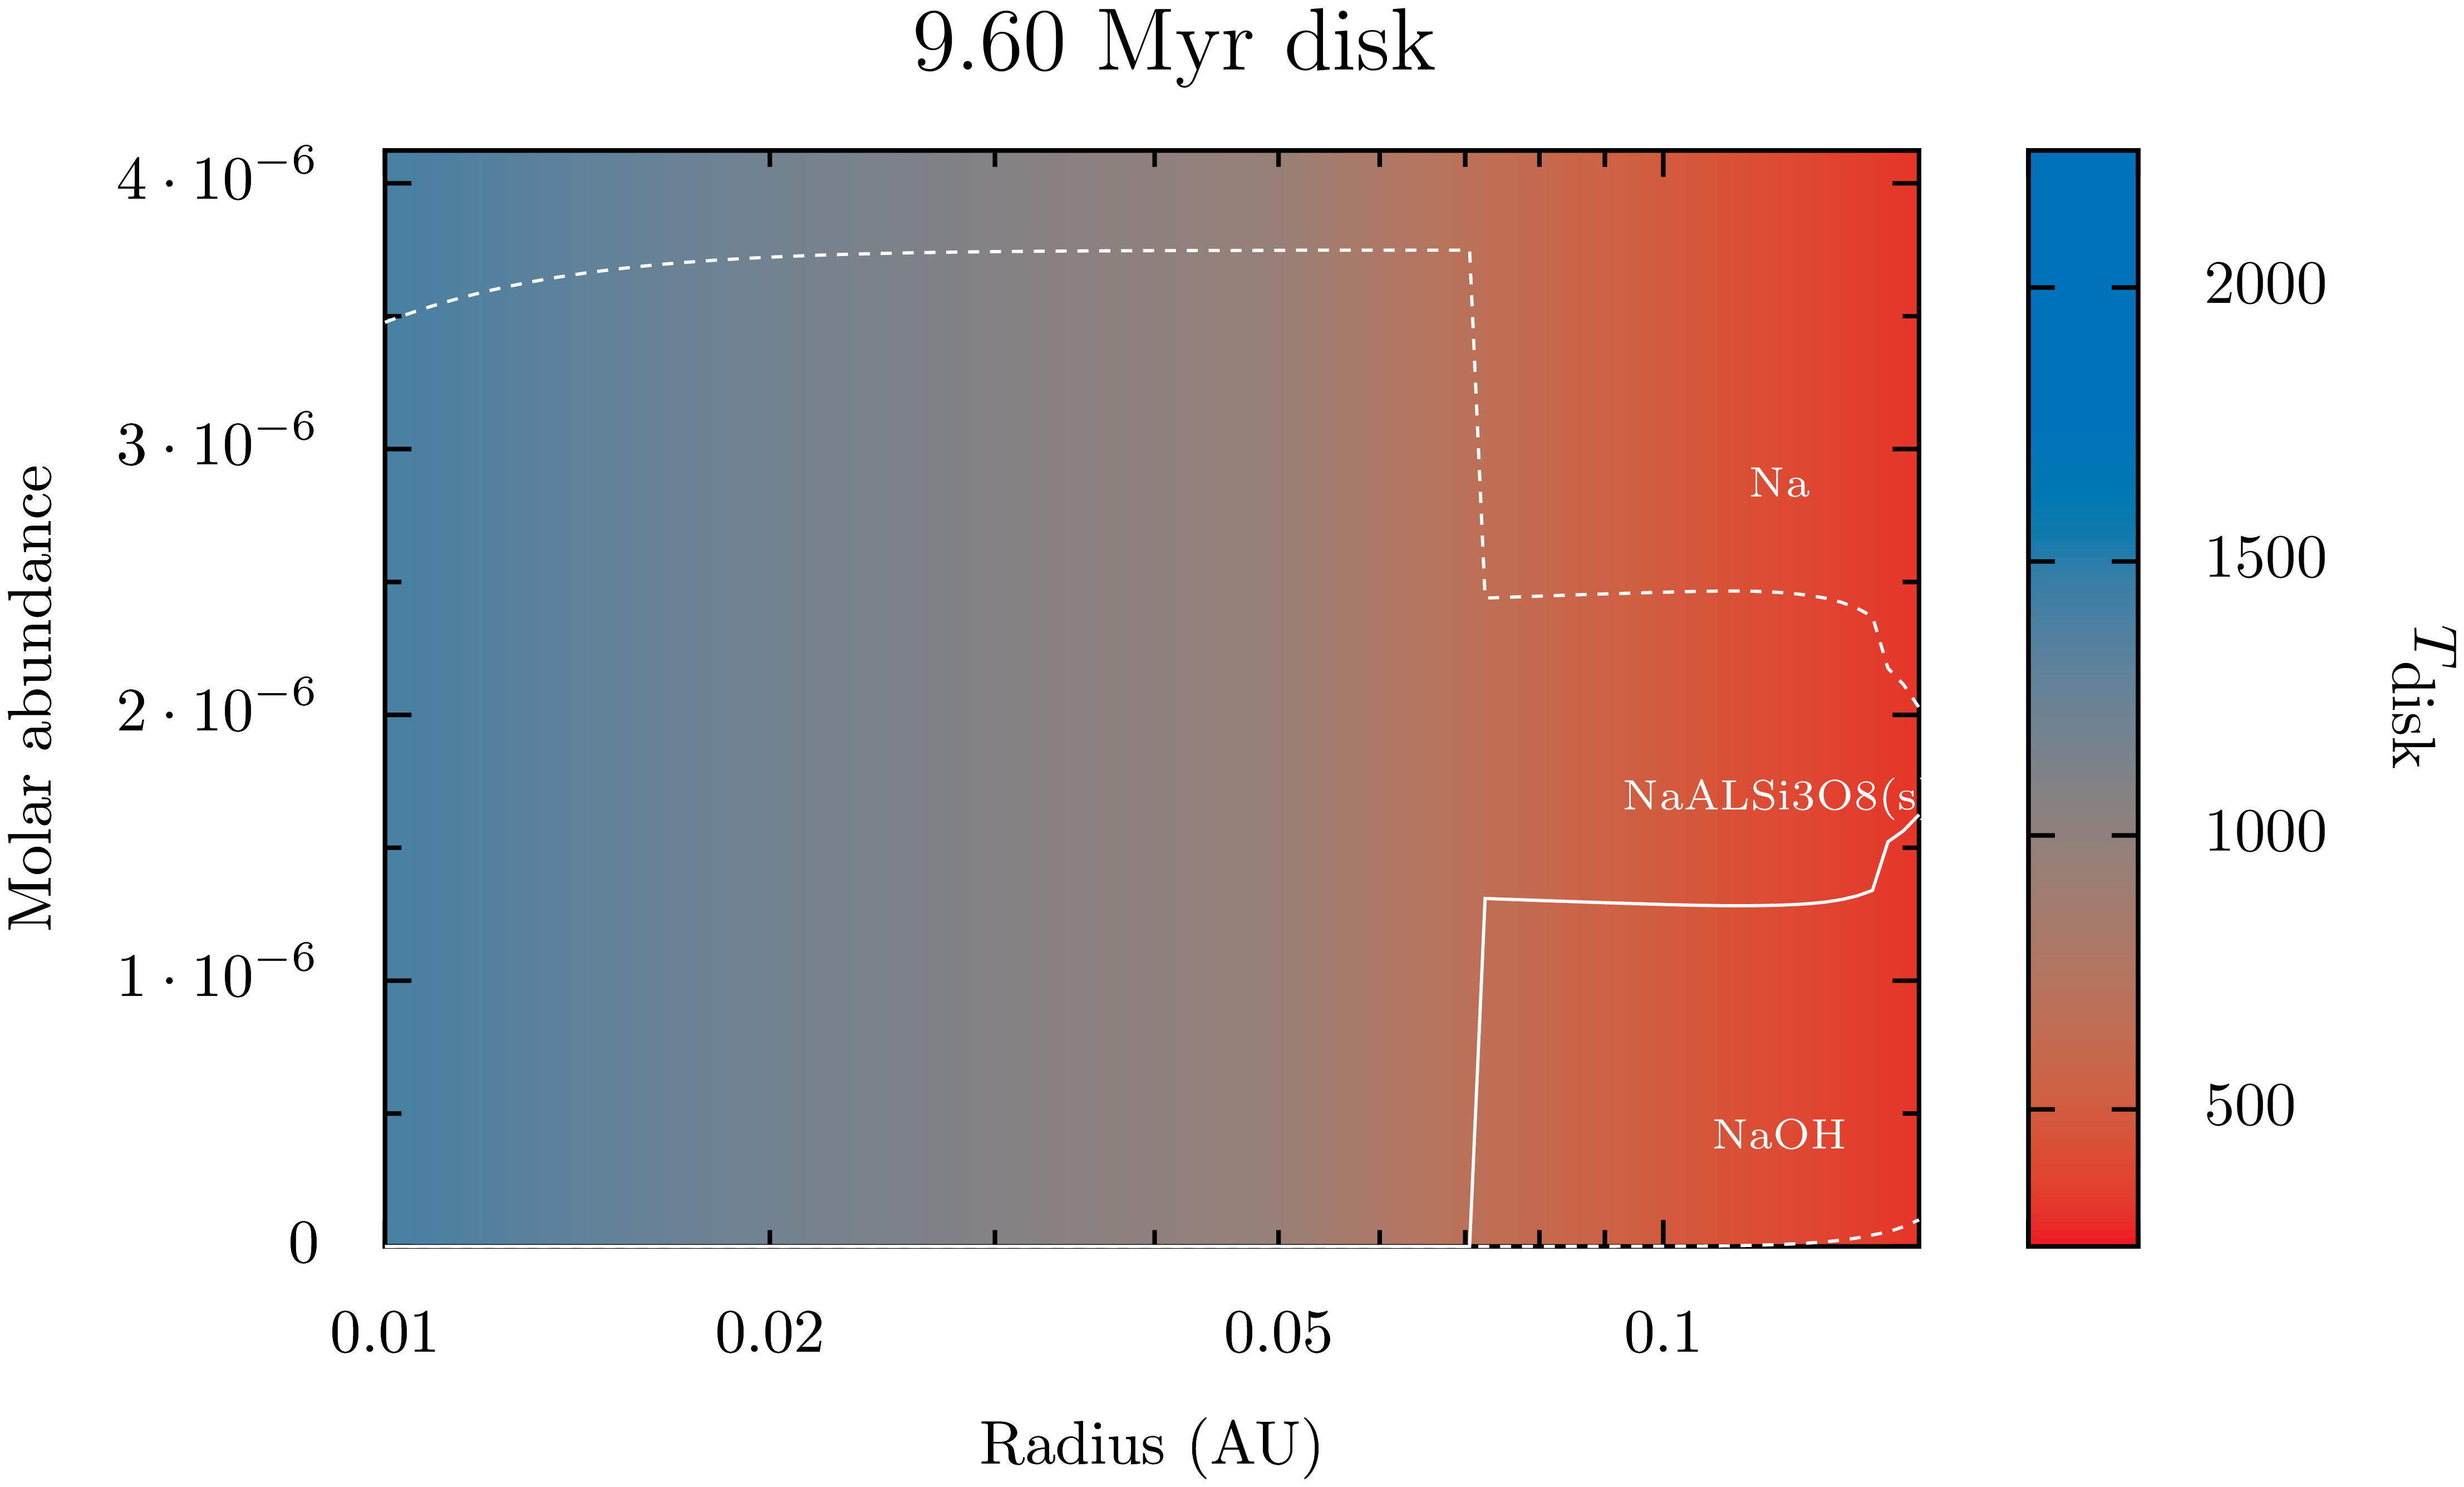 9.60 Myr disk
4 · 10⁻⁶
3 · 10⁻⁶
2 · 10⁻⁶
1 · 10⁻⁶
0
Molar abundance
Na
NaALSi3O8(s)
NaOH
0.01
0.02
0.05
0.1
Radius (AU)
2000
1500
1000
500
T disk